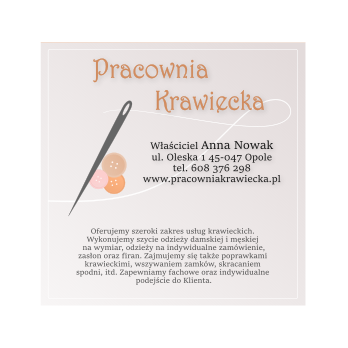 Pracownia
Krawięcka
Właściciel Anna Nowak
ul. Oleska 1 45-047 Opole
tel. 608 376 298
www.pracowniakrawiecka.pl
Oferujemy szeroki zakres usług krawieckich.
Wykonujemy szycie odzieży damskiej i męskiej
na wymiar, odzieży na indywidualne zamówienie,
zasłon oraz firan. Zajmujemy się także poprawkami
krawieckimi, wszywaniem zamków, skracaniem
spodni, itd. Zapewniamy fachowe oraz indywidualne
podejście do Klienta.